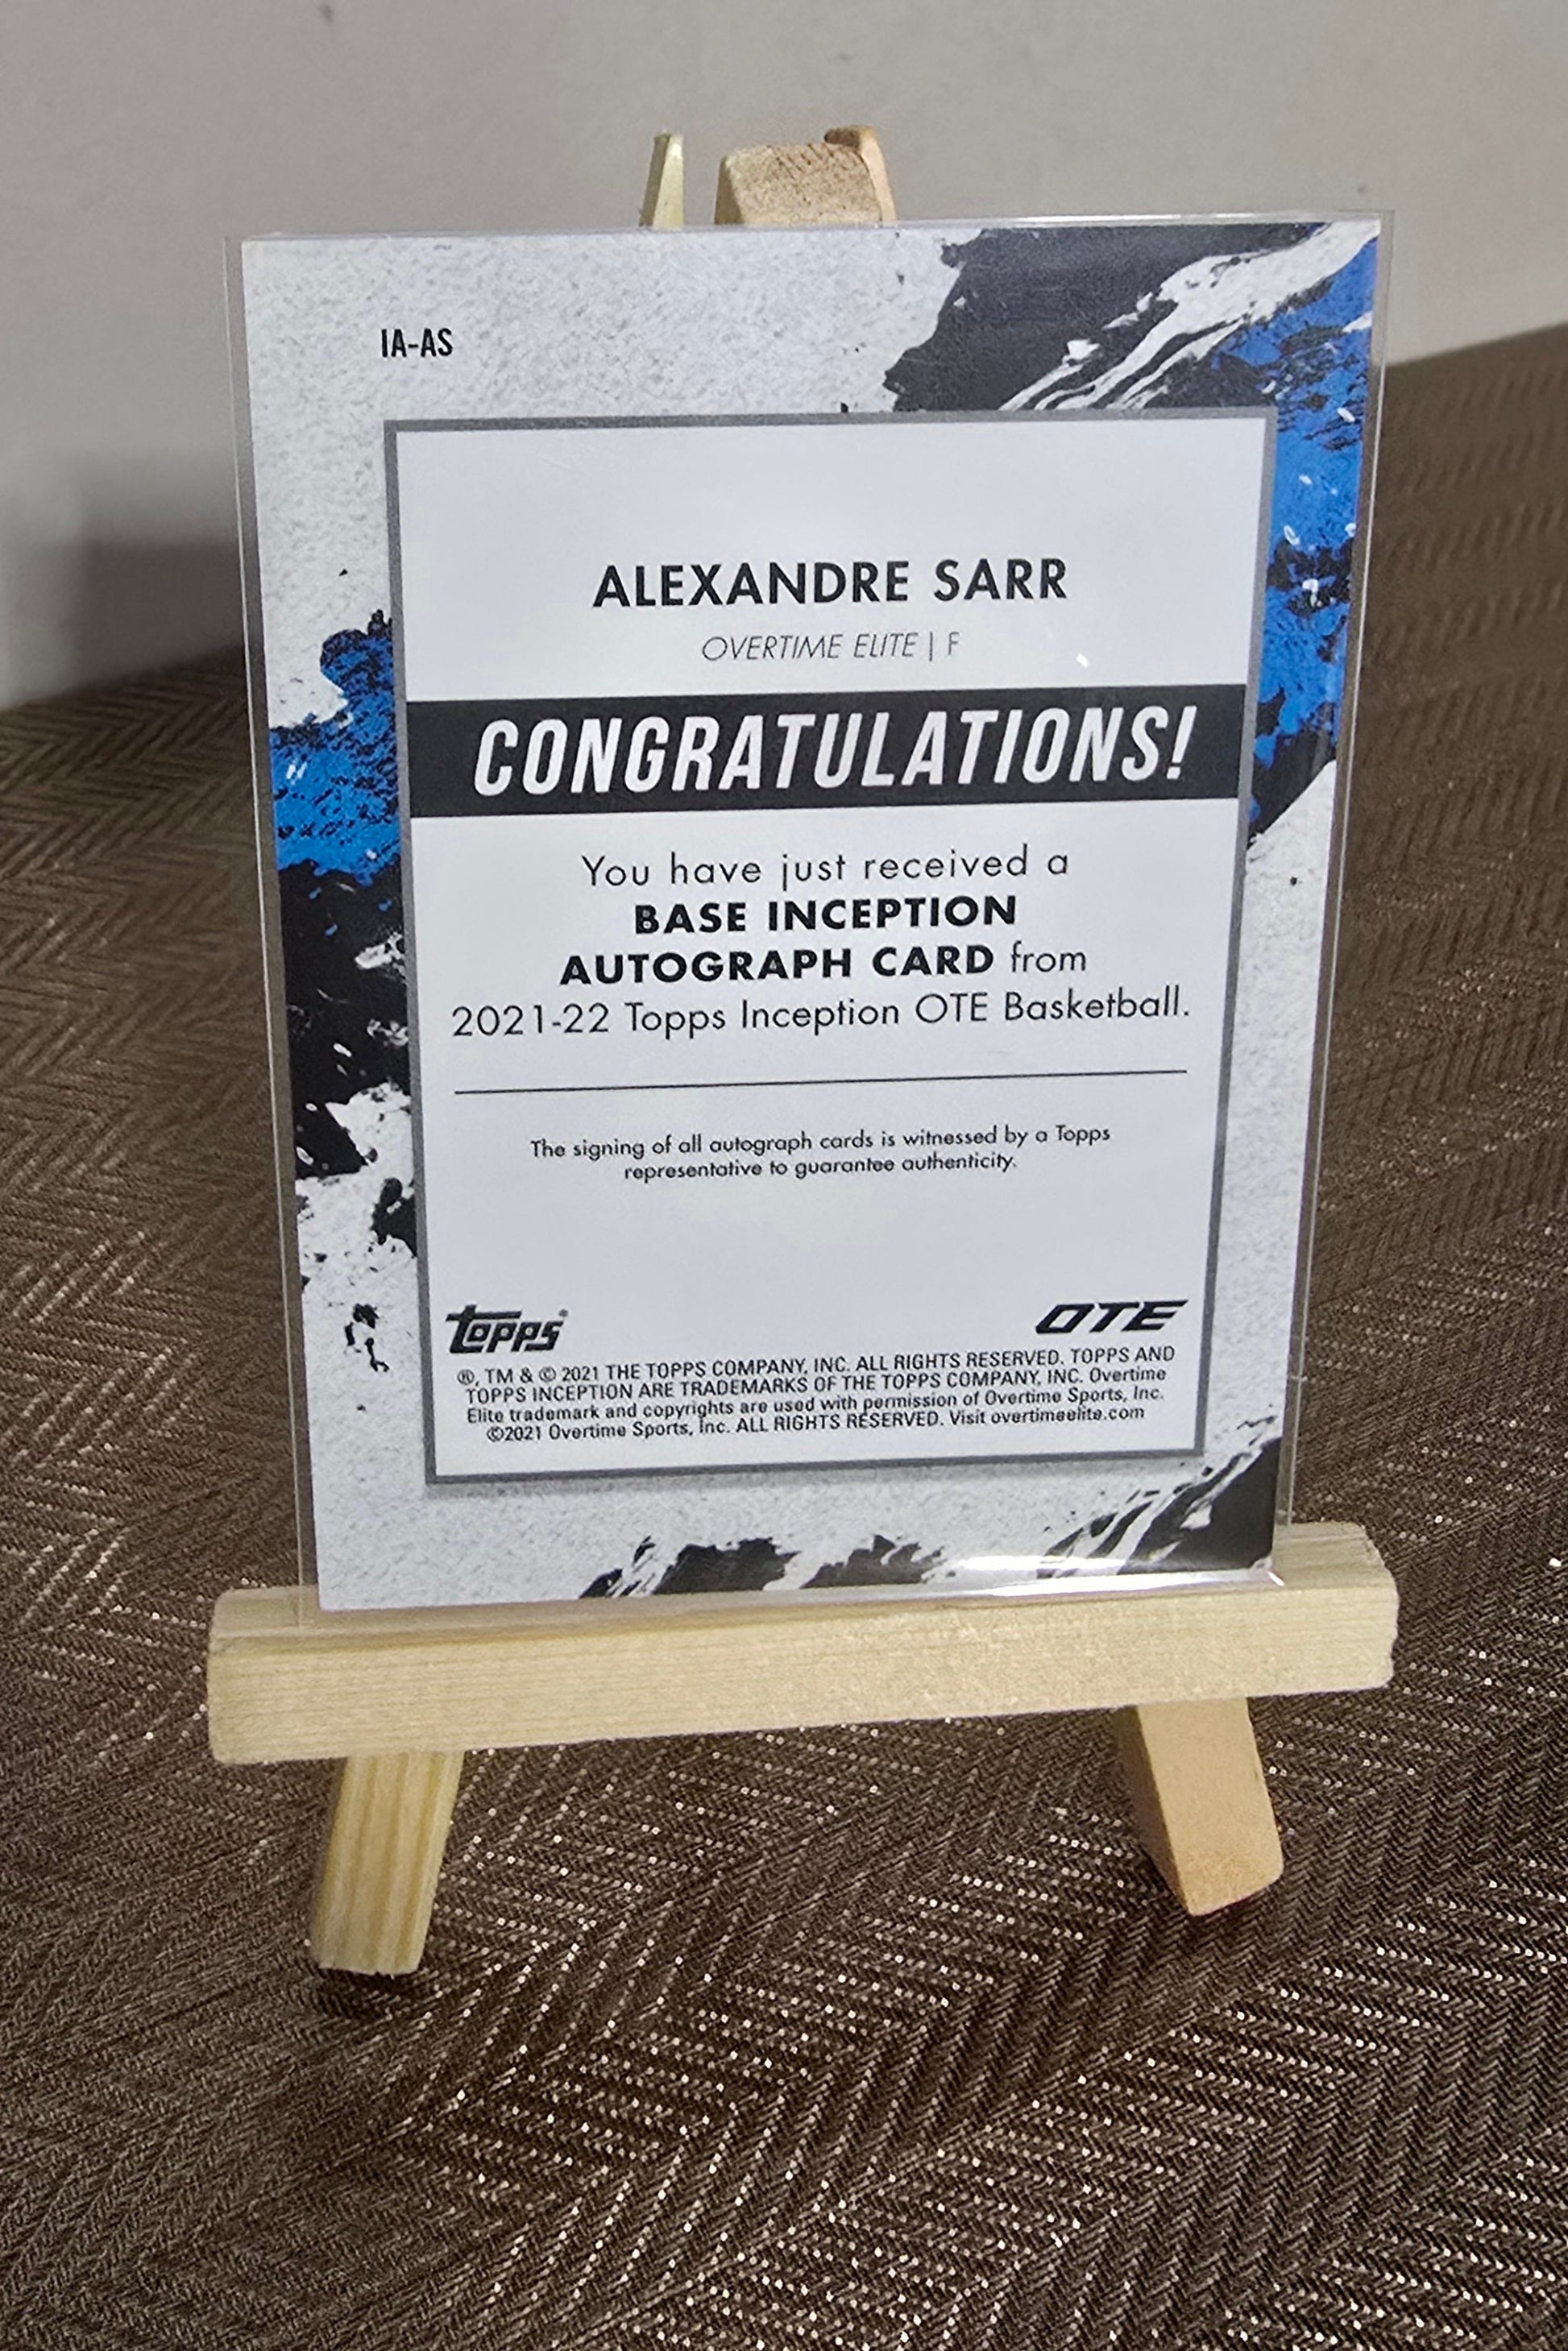 IA-AS
ALEXANDRE SARR
OVERTIME ELITE | F
CONGRATULATIONS!
You have just received a
BASE INCEPTION
AUTOGRAPH CARD from
2021-22 Topps Inception OTE Basketball.
The signing of all autograph cards is witnessed by a Topps
representative to guarantee authenticity.
topps® OTE
®, TM & © 2021 THE TOPPS COMPANY, INC. ALL RIGHTS RESERVED. TOPPS AND
TOPPS INCEPTION ARE TRADEMARKS OF THE TOPPS COMPANY, INC. Overtime
Elite trademark and copyrights are used with permission of Overtime Sports, Inc.
©2021 Overtime Sports, Inc. ALL RIGHTS RESERVED. Visit overtimeelite.com